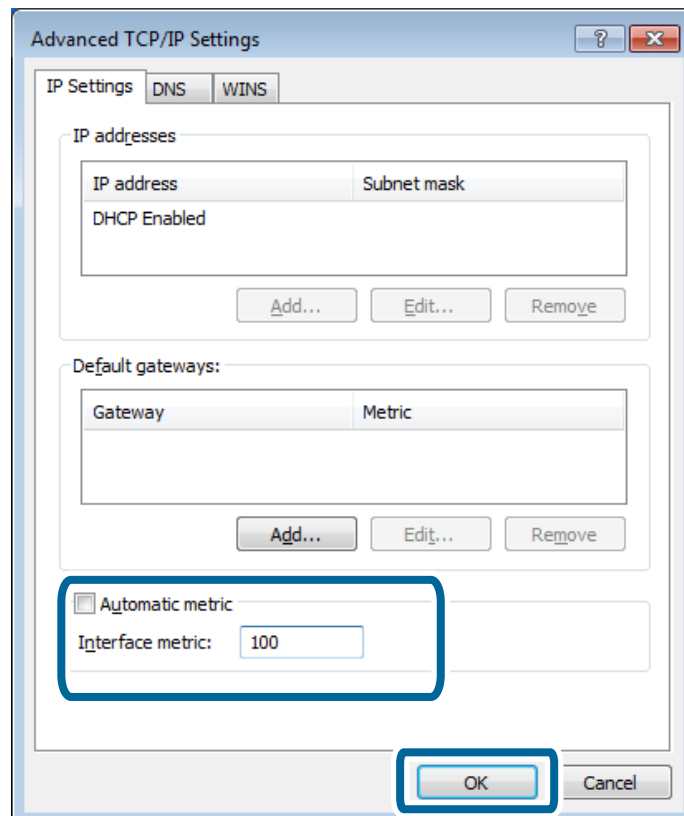 Advanced TCP/IP Settings
IP Settings DNS WINS
IP addresses
IP address Subnet mask
DHCP Enabled
Add... Edit... Remove
Default gateways:
Gateway Metric
Add... Edit... Remove
Automatic metric
Interface metric: 100
OK Cancel